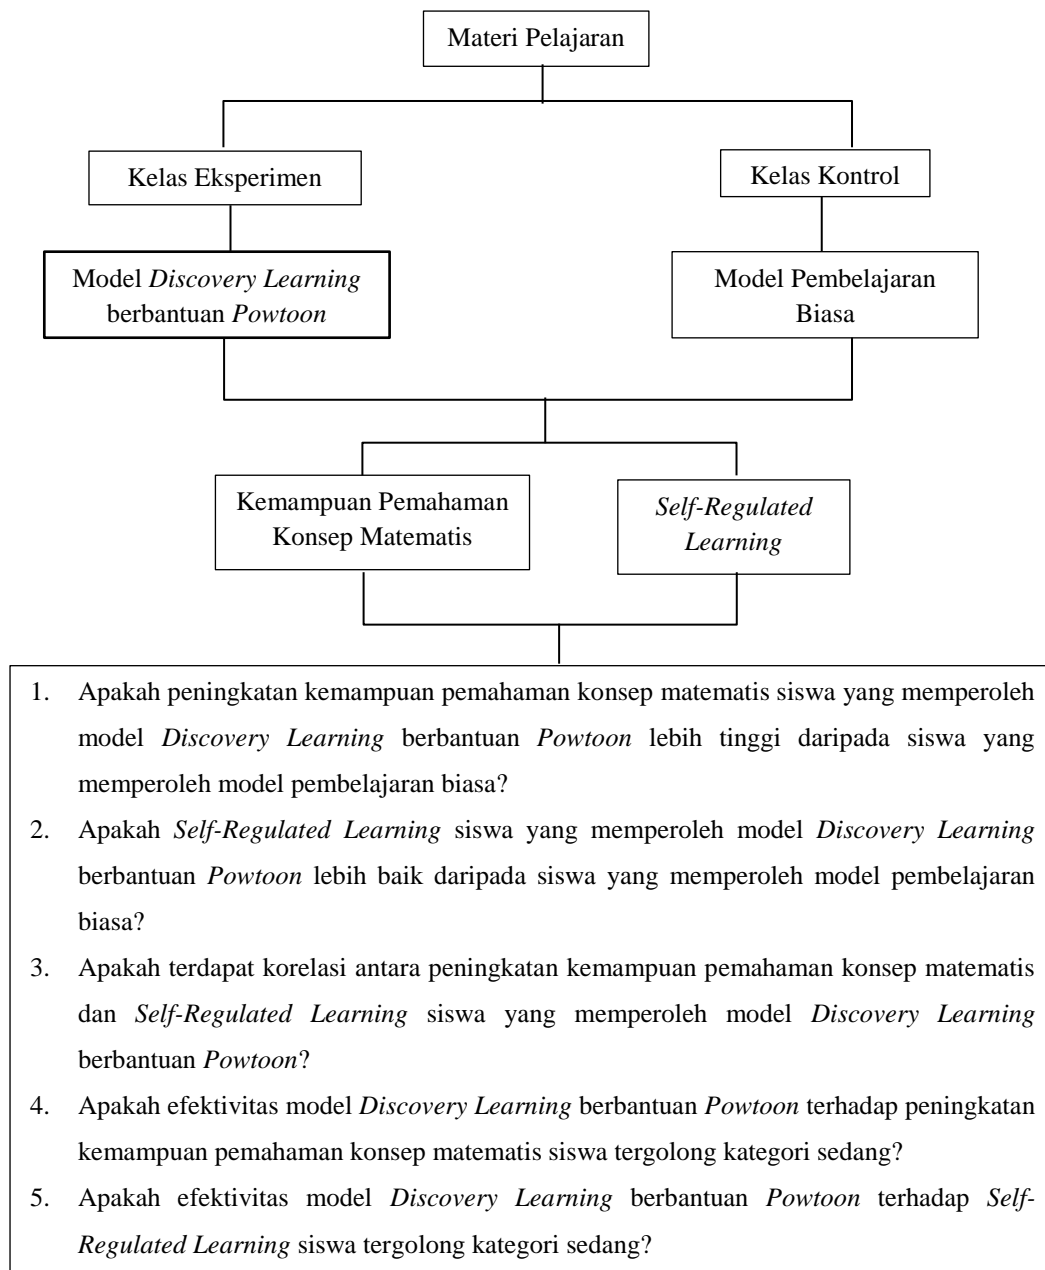 Materi Pelajaran
Kelas Eksperimen
Kelas Kontrol
Model Discovery Learning
berbantuan Powtoon
Model Pembelajaran
Biasa
Kemampuan Pemahaman
Konsep Matematis
Self-Regulated
Learning
1. Apakah peningkatan kemampuan pemahaman konsep matematis siswa yang memperoleh
model Discovery Learning berbantuan Powtoon lebih tinggi daripada siswa yang
memperoleh model pembelajaran biasa?
2. Apakah Self-Regulated Learning siswa yang memperoleh model Discovery Learning
berbantuan Powtoon lebih baik daripada siswa yang memperoleh model pembelajaran
biasa?
3. Apakah terdapat korelasi antara peningkatan kemampuan pemahaman konsep matematis
dan Self-Regulated Learning siswa yang memperoleh model Discovery Learning
berbantuan Powtoon?
4. Apakah efektivitas model Discovery Learning berbantuan Powtoon terhadap peningkatan
kemampuan pemahaman konsep matematis siswa tergolong kategori sedang?
5. Apakah efektivitas model Discovery Learning berbantuan Powtoon terhadap Self-
Regulated Learning siswa tergolong kategori sedang?